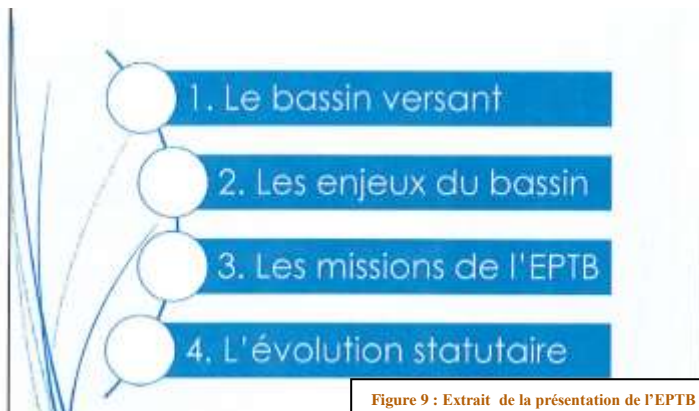 1. Le bassin versant
2. Les enjeux du bassin
3. Les missions de l'EPTB
4. L'évolution statutaire
Figure 9 : Extrait de la présentation de l'EPTB